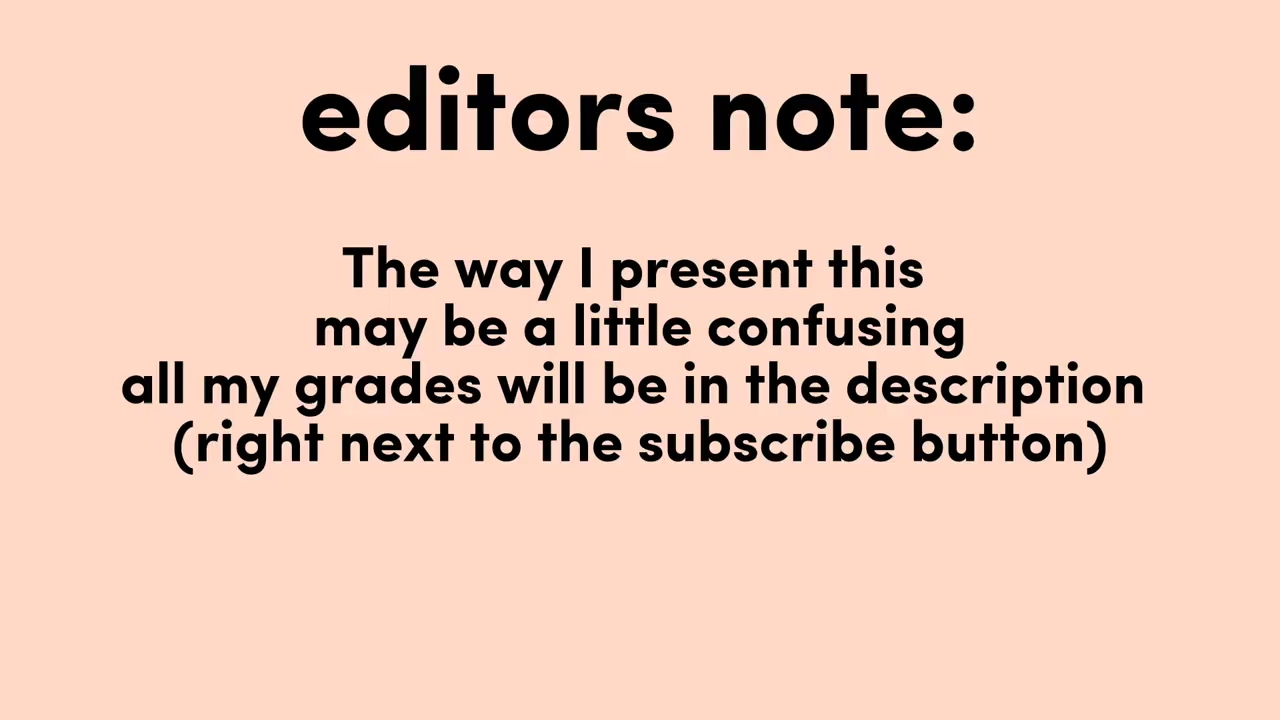 editors note:
The way I present this
may be a little confusing
all my grades will be in the description
(right next to the subscribe button)